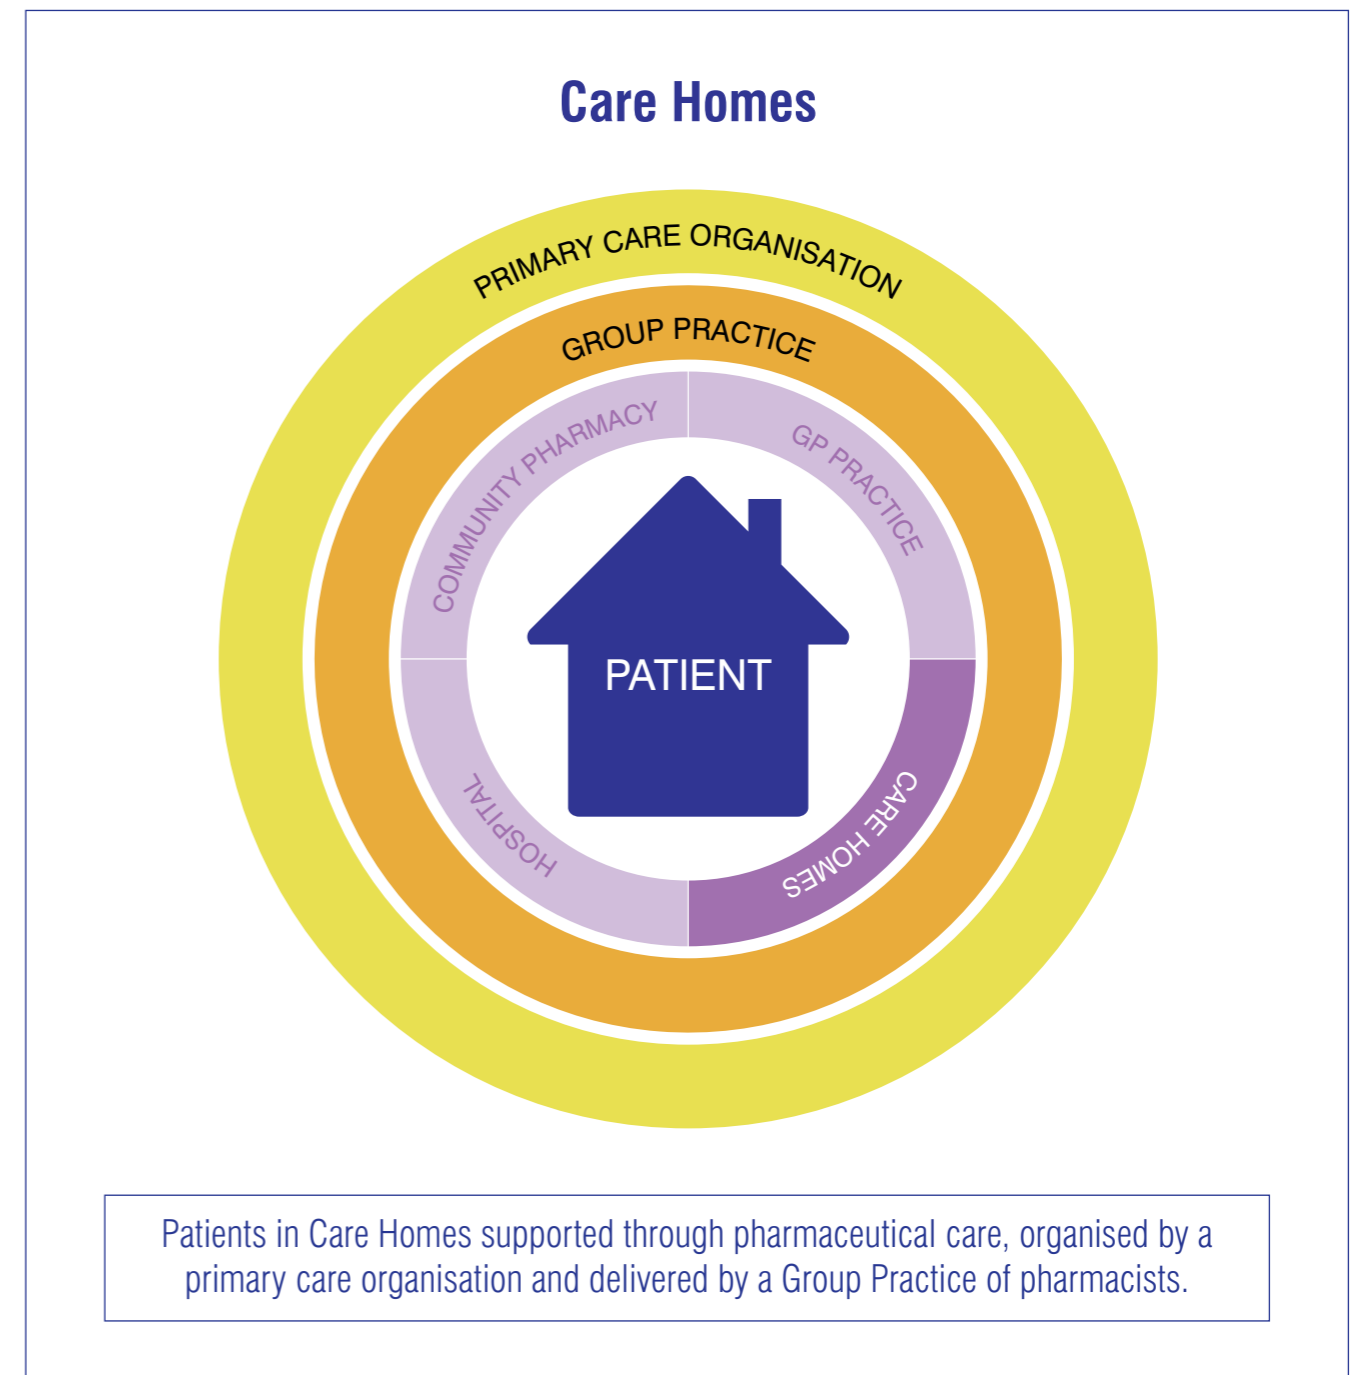 Care Homes
PRIMARY CARE ORGANISATION
GROUP PRACTICE
COMMUNITY PHARMACY
GP PRACTICE
PATIENT
HOSPITAL
CARE HOMES
Patients in Care Homes supported through pharmaceutical care, organised by a
primary care organisation and delivered by a Group Practice of pharmacists.